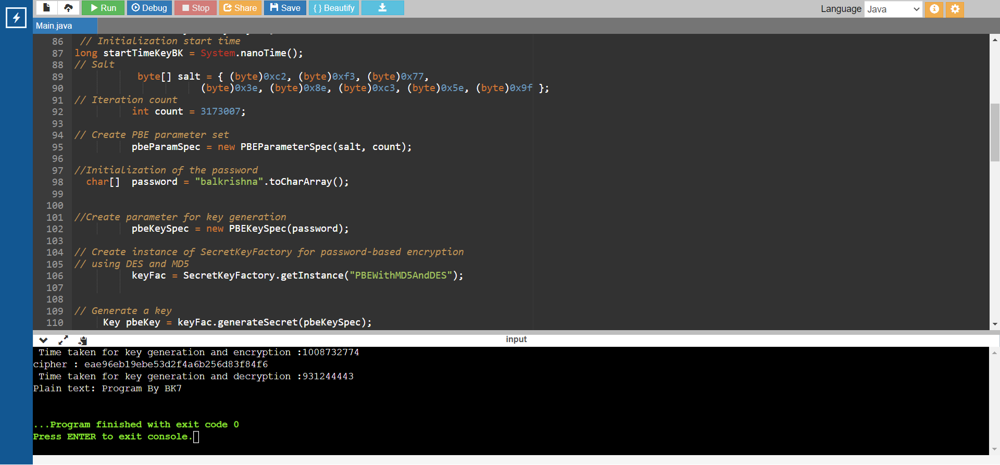 Run Debug Stop Share Save { } Beautify Language Java
Main.java
86 // Initialization start time
87 long startTimeKeyBK = System.nanoTime();
88 // Salt
89 byte[] salt = { (byte)0xc2, (byte)0xf3, (byte)0x77,
90 (byte)0x3e, (byte)0x8e, (byte)0xc3, (byte)0x5e, (byte)0x9f };
91 // Iteration count
92 int count = 3173007;
93
94 // Create PBE parameter set
95 pbeParamSpec = new PBEParameterSpec(salt, count);
96
97 //Initialization of the password
98 char[] password = "balkrishna".toCharArray();
99
100
101 //Create parameter for key generation
102 pbeKeySpec = new PBEKeySpec(password);
103
104 // Create instance of SecretKeyFactory for password-based encryption
105 // using DES and MD5
106 keyFac = SecretKeyFactory.getInstance("PBEWithMD5AndDES");
107
108
109 // Generate a key
110 Key pbeKey = keyFac.generateSecret(pbeKeySpec);
input
Time taken for key generation and encryption :1008732774
cipher : eae96eb19ebe53d2f4a6b256d83f84f6
Time taken for key generation and decryption :931244443
Plain text: Program By BK7
...Program finished with exit code 0
Press ENTER to exit console.